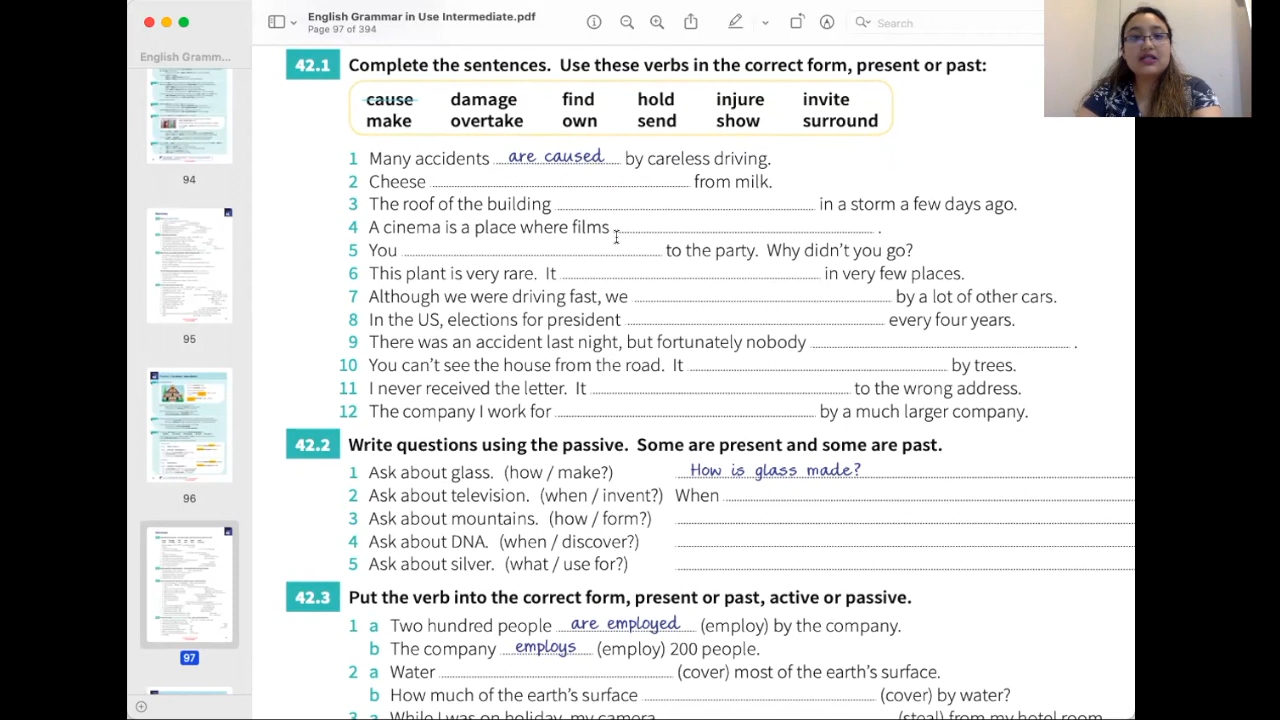 English Grammar in Use Intermediate.pdf
Page 97 of 394
Search
English Gramm...
94
95
96
97
42.1 Complete the sentences. Use these verbs in the correct form, present or past:
cause damage find hold injure invite
make overtake own send show surround
1 Many accidents are caused by careless driving.
2 Cheese from milk.
3 The roof of the building in a storm a few days ago.
4 A cinema is a place where films .
5 You to the party. Why didn't you go?
6 This plant is very rare. It in very few places.
7 Although we were driving fast, we by a lot of other cars.
8 In the US, elections for president every four years.
9 There was an accident last night, but fortunately nobody .
10 You can't see the house from the road. It by trees.
11 I never received the letter. It to the wrong address.
12 The company I work for by a much larger company.
42.2 Write questions using the passive. Some are present and some are past.
1 Ask about glass. (how / make?) How is glass made?
2 Ask about television. (when / invent?) When
3 Ask about mountains. (how / form?)
4 Ask about DNA. (when / discover?)
5 Ask about silver. (what / use for?)
42.3 Put the verb into the correct form, present or past, active or passive.
1 a Two hundred people are employed (employ) by the company.
b The company employs (employ) 200 people.
2 a Water (cover) most of the earth's surface.
b How much of the earth's surface (cover) by water?
3 a While I was on holiday, my camera (steal) from my hotel room.